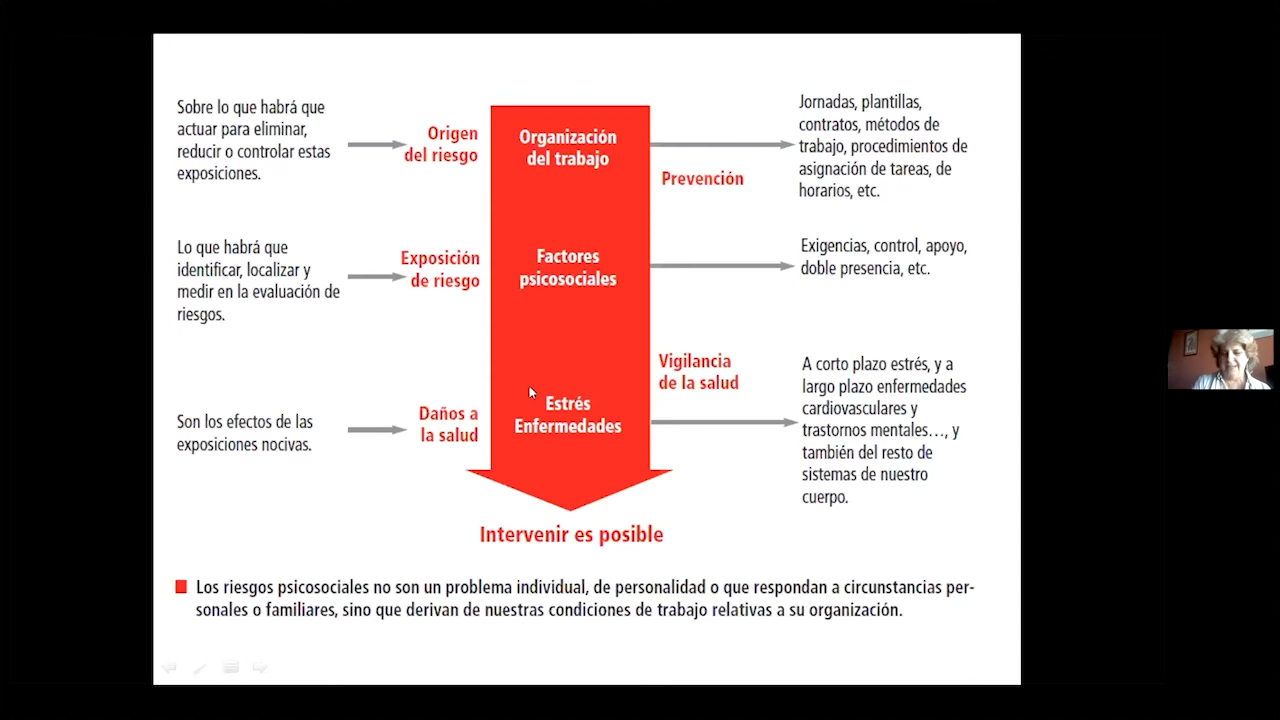 Sobre lo que habrá que
actuar para eliminar,
reducir o controlar estas
exposiciones.
Origen
del riesgo
Organización
del trabajo
Prevención
Jornadas, plantillas,
contratos, métodos de
trabajo, procedimientos de
asignación de tareas, de
horarios, etc.
Lo que habrá que
identificar, localizar y
medir en la evaluación de
riesgos.
Exposición
de riesgo
Factores
psicosociales
Exigencias, control, apoyo,
doble presencia, etc.
Son los efectos de las
exposiciones nocivas.
Daños a
la salud
Estrés
Enfermedades
Vigilancia
de la salud
A corto plazo estrés, y a
largo plazo enfermedades
cardiovasculares y
trastornos mentales…, y
también del resto de
sistemas de nuestro
cuerpo.
Intervenir es posible
Los riesgos psicosociales no son un problema individual, de personalidad o que respondan a circunstancias per-
sonales o familiares, sino que derivan de nuestras condiciones de trabajo relativas a su organización.